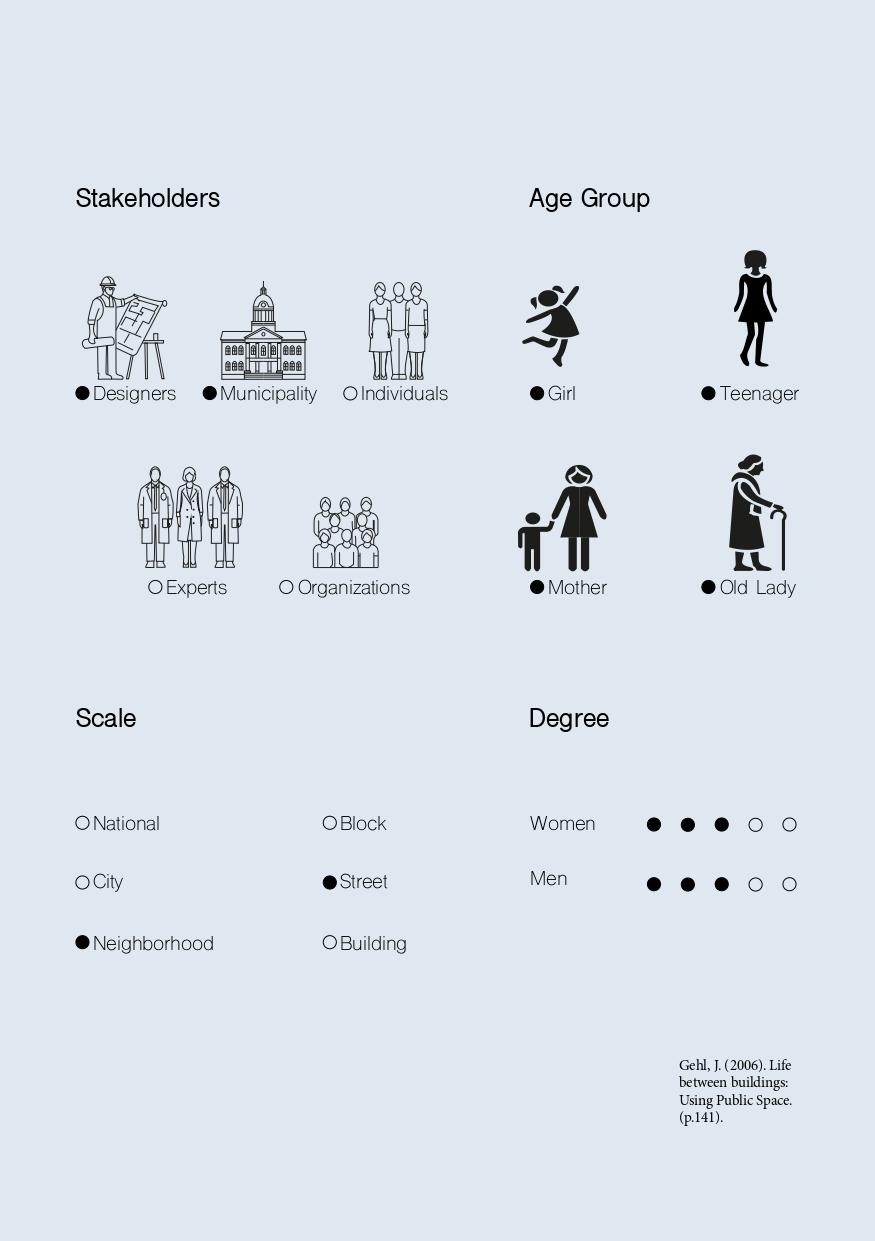 Stakeholders
Age Group
Designers
Municipality
Individuals
Girl
Teenager
Experts
Organizations
Mother
Old Lady
Scale
Degree
National
Block
Women
City
Street
Men
Neighborhood
Building
Gehl, J. (2006). Life
between buildings:
Using Public Space.
(p.141).